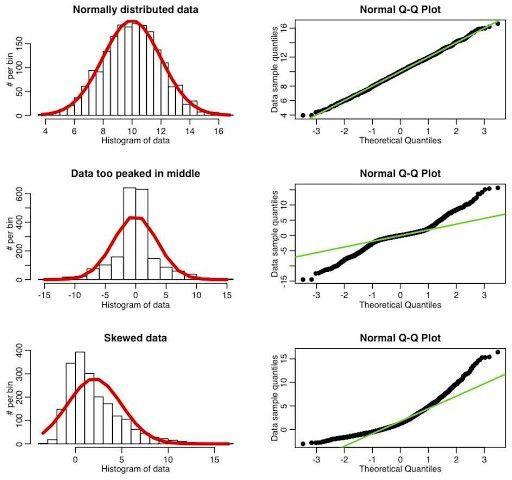 Normally distributed data
# per bin
0 50 100 150
4 6 8 10 12 14 16
Histogram of data
Normal Q-Q Plot
Data sample quantiles
4 6 8 12 16
-3 -2 -1 0 1 2 3
Theoretical Quantiles
Data too peaked in middle
# per bin
0 200 400 600
-15 -10 -5 0 5 10 15
Histogram of data
Normal Q-Q Plot
Data sample quantiles
-15 -5 0 5 10
-3 -2 -1 0 1 2 3
Theoretical Quantiles
Skewed data
# per bin
0 100 200 300 400
0 5 10 15
Histogram of data
Normal Q-Q Plot
Data sample quantiles
0 5 10 15
-3 -2 -1 0 1 2 3
Theoretical Quantiles